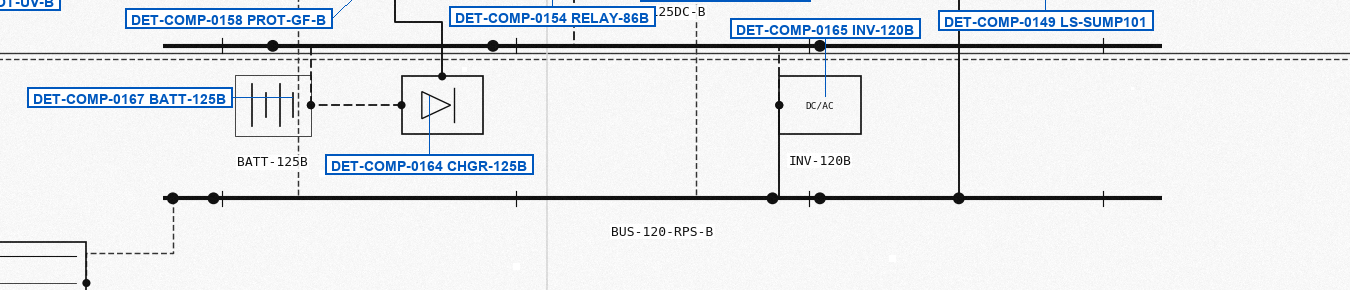 OT-UV-B
DET-COMP-0158 PROT-GF-B
DET-COMP-0154 RELAY-86B
25DC-B
DET-COMP-0165 INV-120B
DET-COMP-0149 LS-SUMP101
DET-COMP-0167 BATT-125B
DC/AC
BATT-125B
DET-COMP-0164 CHGR-125B
INV-120B
BUS-120-RPS-B